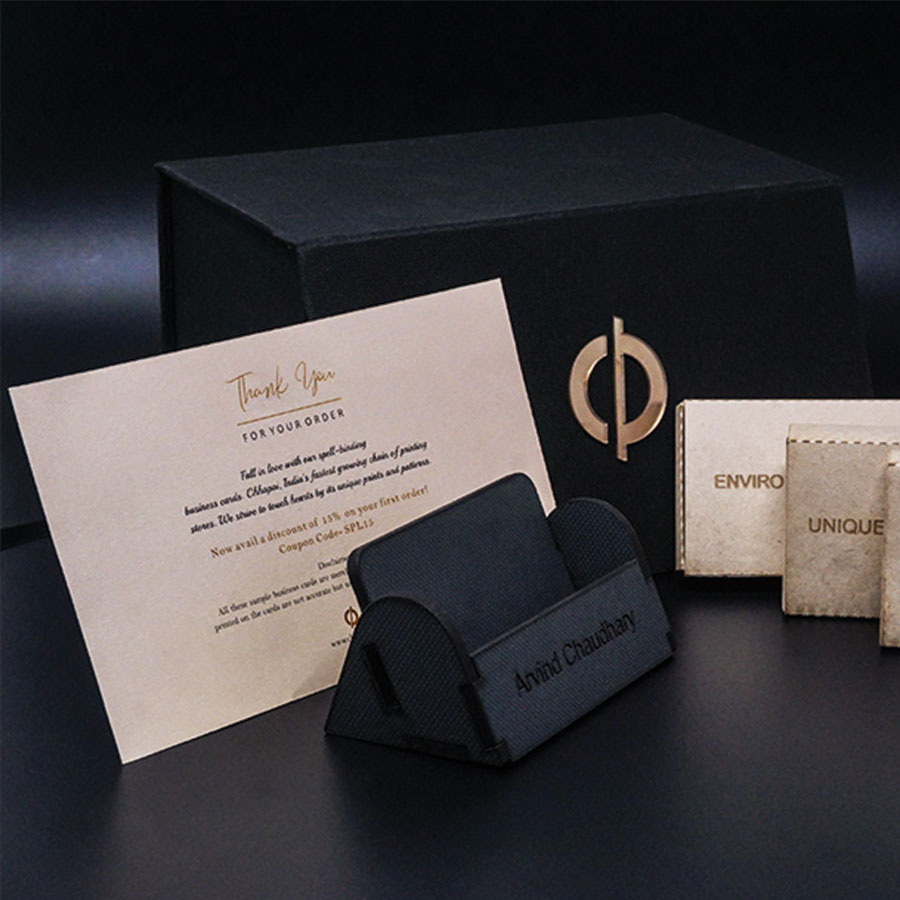 Thank You
FOR YOUR ORDER
Fall in love with our spell-binding
business cards. Chhapai, India's fastest growing chain of printing
stores. We strive to touch hearts by its unique prints and patterns.
Now avail a discount of 15% on your first order!
Coupon Code- SPL15
All these sample business cards are
printed on the cards are not accurate but
Arvind Chaudhary
ENVIRO
UNIQUE